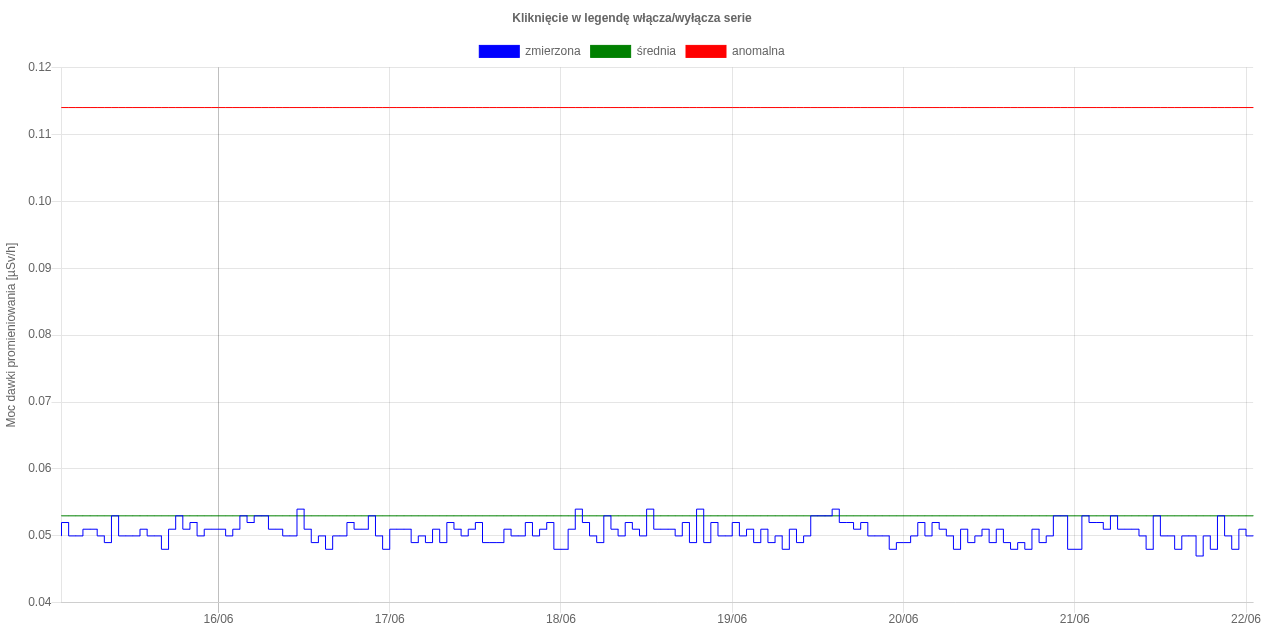 Kliknięcie w legendę włącza/wyłącza serie
zmierzona średnia anomalna
Moc dawki promieniowania [µSv/h]
0.12
0.11
0.10
0.09
0.08
0.07
0.06
0.05
0.04
16/06 17/06 18/06 19/06 20/06 21/06 22/06